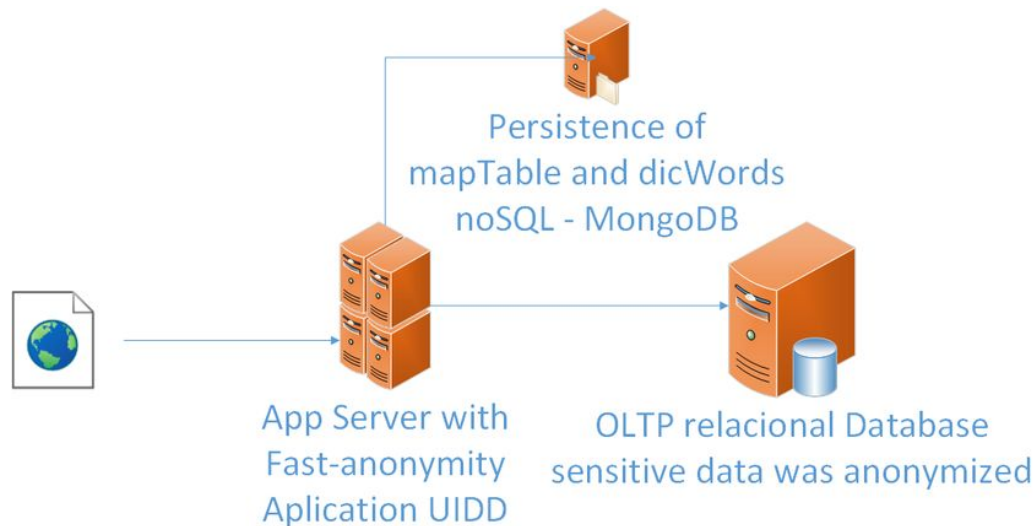 Persistence of
mapTable and dicWords
noSQL - MongoDB
App Server with
Fast-anonymity
Aplication UIDD
OLTP relacional Database
sensitive data was anonymized